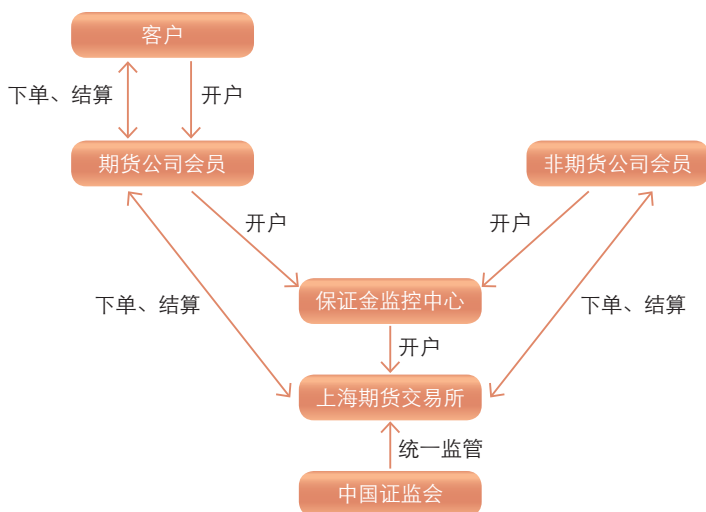 客户
下单、结算
开户
期货公司会员
非期货公司会员
开户
开户
下单、结算
保证金监控中心
下单、结算
开户
上海期货交易所
统一监管
中国证监会